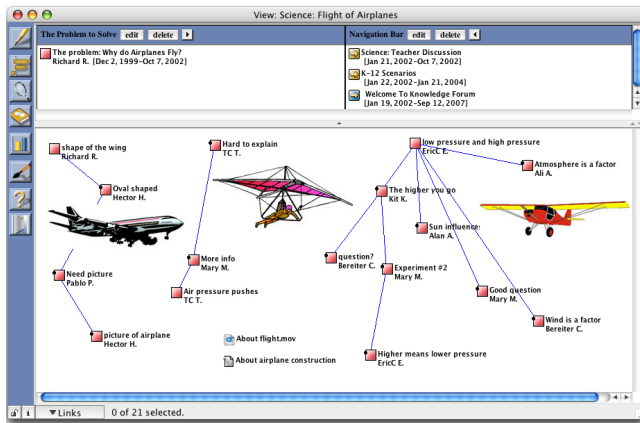 View: Science: Flight of Airplanes
The Problem to Solve edit delete
Navigation Bar edit delete
The problem: Why do Airplanes Fly?
Richard R. [Dec 2, 1999-Oct 7, 2002]
Science: Teacher Discussion
[Jan 21, 2002-Oct 7, 2002]
K-12 Scenarios
[Jan 22, 2002-Jan 21, 2004]
Welcome To Knowledge Forum
[Jan 19, 2002-Sep 12, 2007]
shape of the wing
Richard R.
Hard to explain
TC T.
low pressure and high pressure
EricC E.
Atmosphere is a factor
Ali A.
Oval shaped
Hector H.
The higher you go
Kit K.
Sun influence
Alan A.
More info
Mary M.
question?
Bereiter C.
Experiment #2
Mary M.
Need picture
Pablo P.
Air pressure pushes
TC T.
Good question
Mary M.
Wind is a factor
Bereiter C.
picture of airplane
Hector H.
About flight.mov
Higher means lower pressure
EricC E.
About airplane construction
Links
0 of 21 selected.